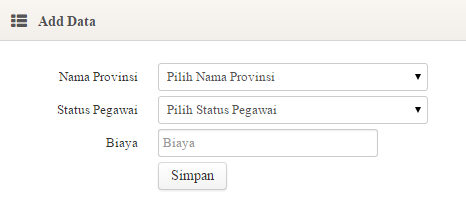 Add Data
Nama Provinsi Pilih Nama Provinsi
Status Pegawai Pilih Status Pegawai
Biaya Biaya
Simpan